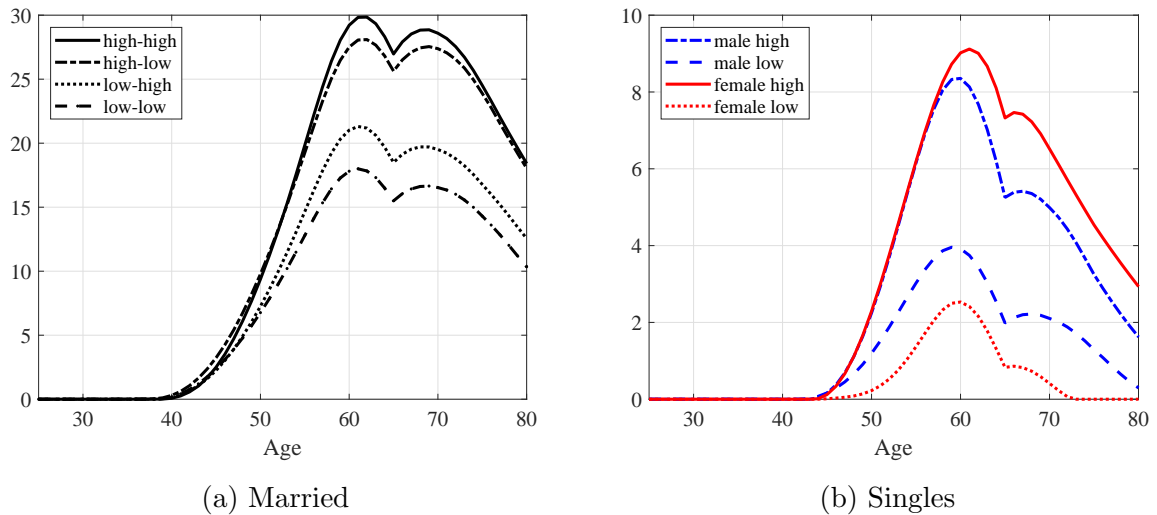 30
25
20
15
10
5
0
high-high
high-low
low-high
low-low
30 40 50 60 70 80
Age
(a) Married
10
8
6
4
2
0
male high
male low
female high
female low
30 40 50 60 70 80
Age
(b) Singles